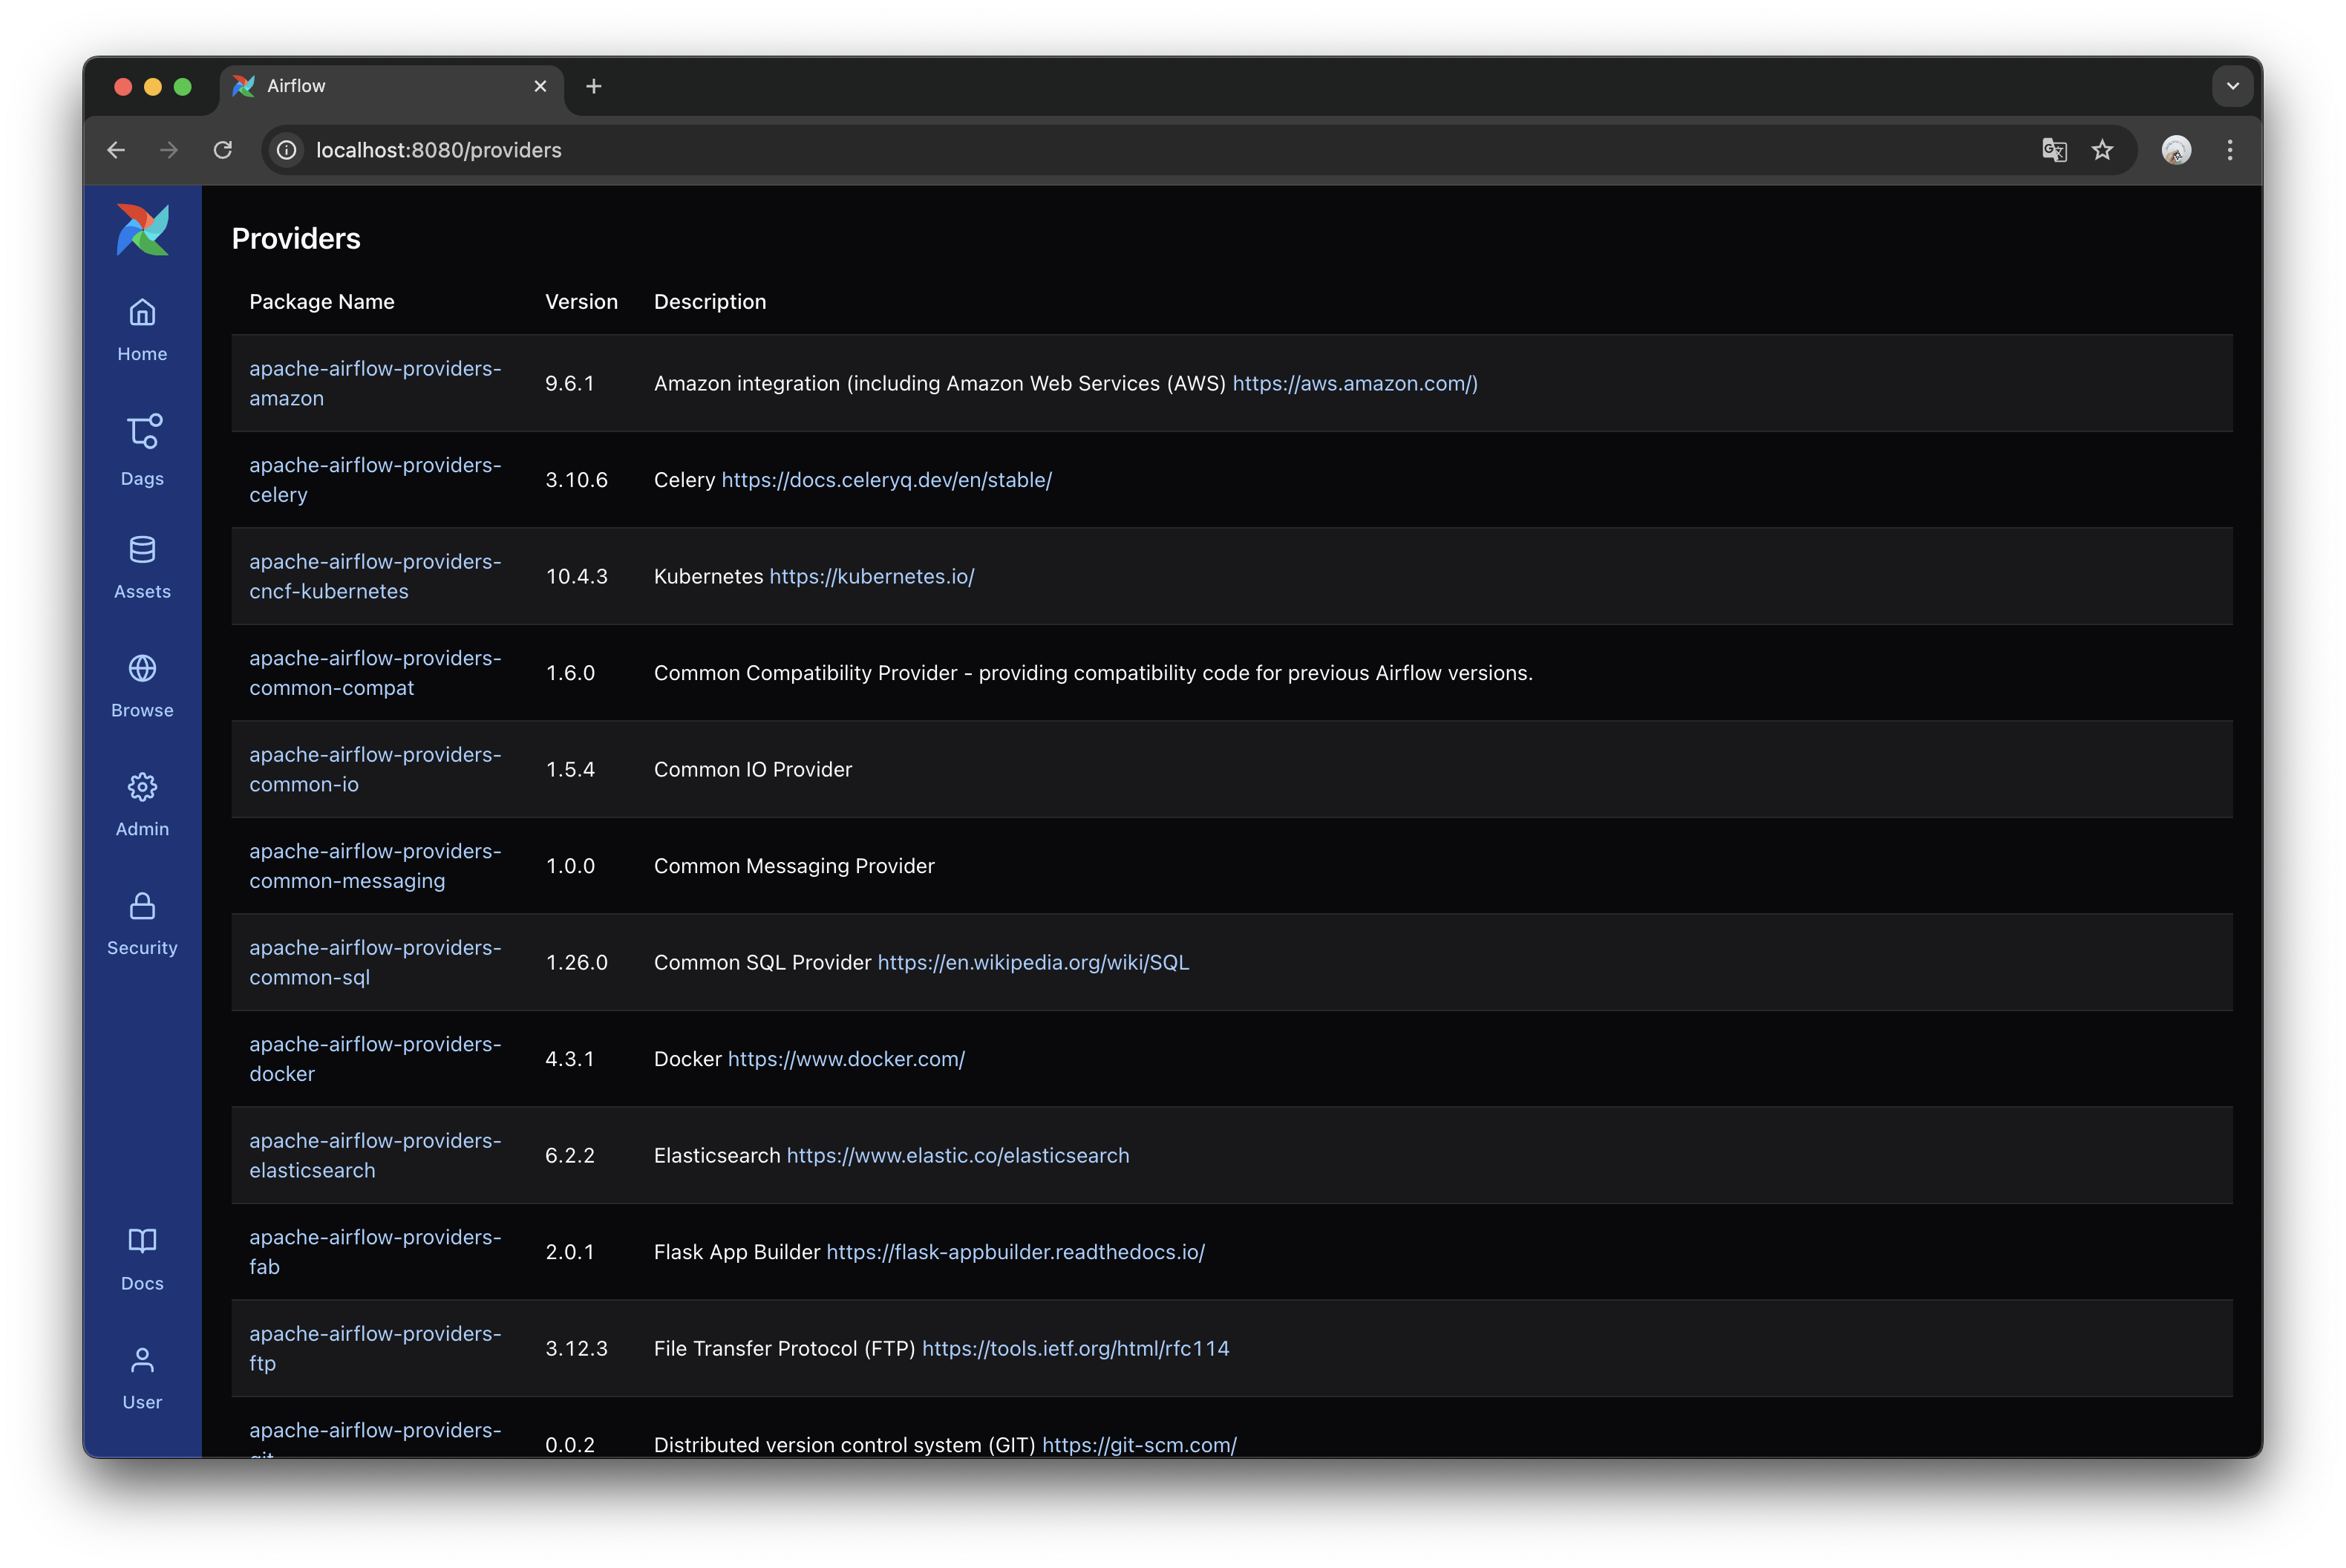 Airflow
localhost:8080/providers
Providers
Package Name Version Description
apache-airflow-providers-
amazon
9.6.1
Amazon integration (including Amazon Web Services (AWS) https://aws.amazon.com/)
apache-airflow-providers-
celery
3.10.6
Celery https://docs.celeryq.dev/en/stable/
apache-airflow-providers-
cncf-kubernetes
10.4.3
Kubernetes https://kubernetes.io/
apache-airflow-providers-
common-compat
1.6.0
Common Compatibility Provider - providing compatibility code for previous Airflow versions.
apache-airflow-providers-
common-io
1.5.4
Common IO Provider
apache-airflow-providers-
common-messaging
1.0.0
Common Messaging Provider
apache-airflow-providers-
common-sql
1.26.0
Common SQL Provider https://en.wikipedia.org/wiki/SQL
apache-airflow-providers-
docker
4.3.1
Docker https://www.docker.com/
apache-airflow-providers-
elasticsearch
6.2.2
Elasticsearch https://www.elastic.co/elasticsearch
apache-airflow-providers-
fab
2.0.1
Flask App Builder https://flask-appbuilder.readthedocs.io/
apache-airflow-providers-
ftp
3.12.3
File Transfer Protocol (FTP) https://tools.ietf.org/html/rfc114
apache-airflow-providers-
git
0.0.2
Distributed version control system (GIT) https://git-scm.com/
Home
Dags
Assets
Browse
Admin
Security
Docs
User